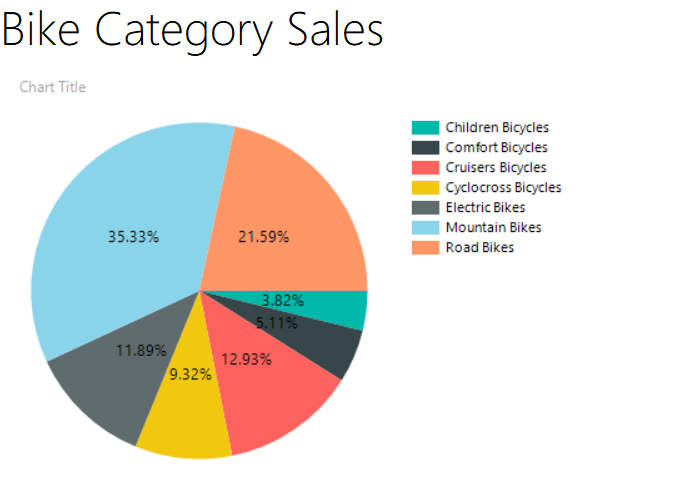 Bike Category Sales
Chart Title
Children Bicycles
Comfort Bicycles
Cruisers Bicycles
Cyclocross Bicycles
Electric Bikes
Mountain Bikes
Road Bikes
35.33%
21.59%
3.82%
5.11%
11.89%
12.93%
9.32%